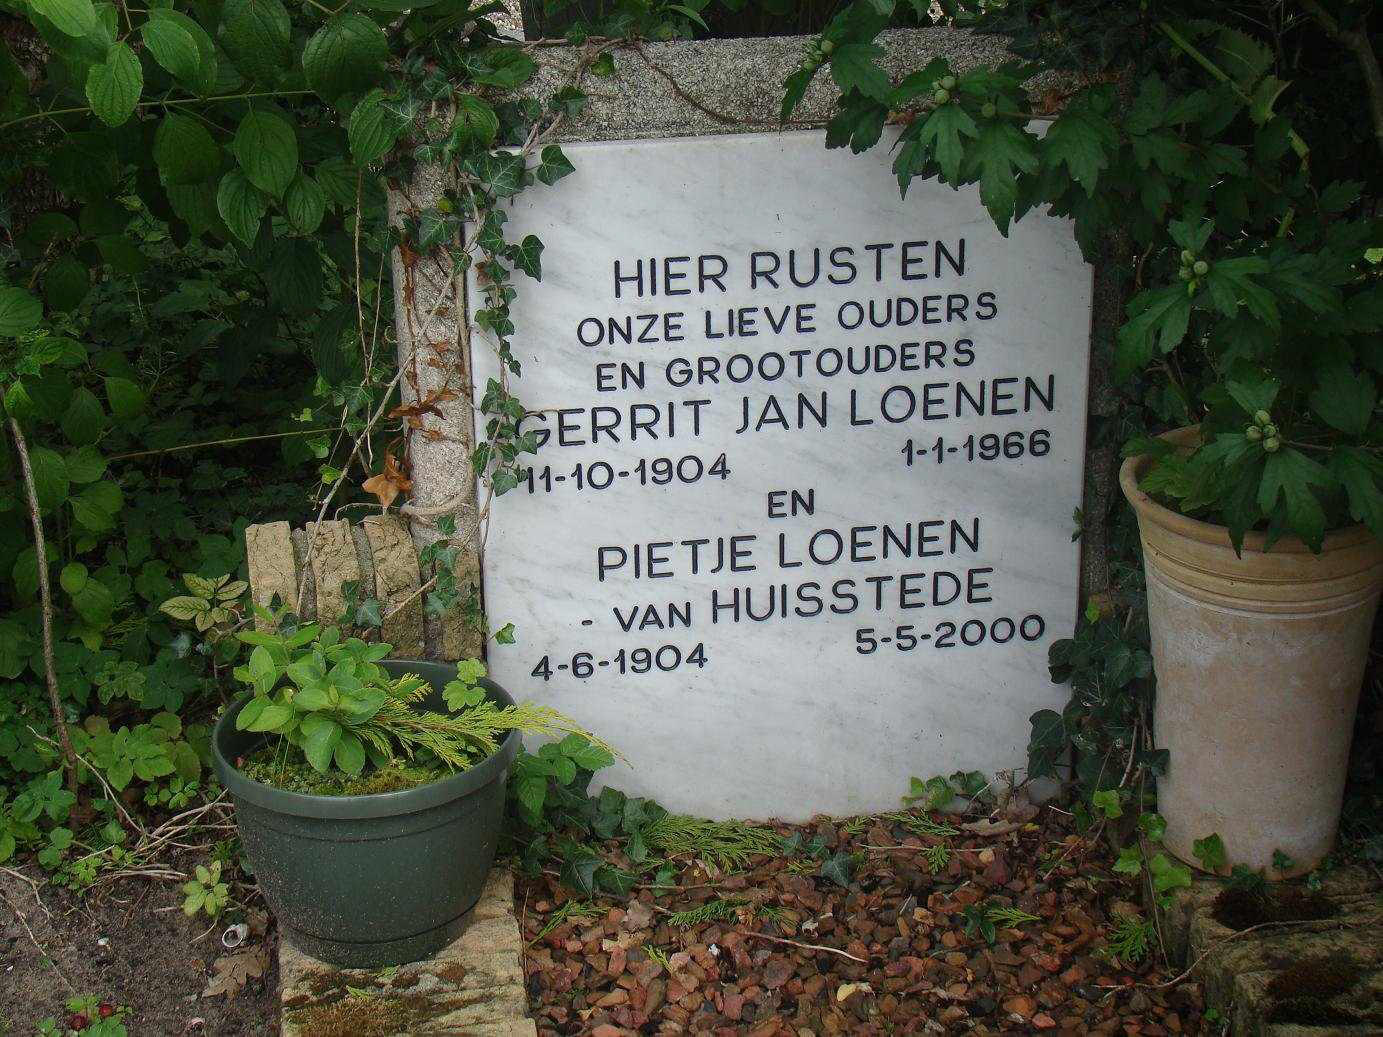 HIER RUSTEN
ONZE LIEVE OUDERS
EN GROOTOUDERS
GERRIT JAN LOENEN
11-10-1904 1-1-1966
EN
PIETJE LOENEN
- VAN HUISSTEDE
4-6-1904 5-5-2000